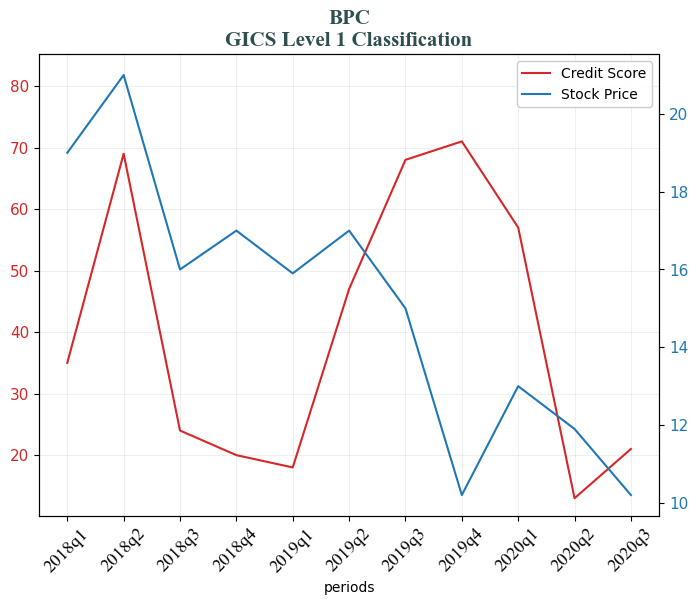 BPC
GICS Level 1 Classification
Credit Score
Stock Price
80
70
60
50
40
30
20
20
18
16
14
12
10
2018q1
2018q2
2018q3
2018q4
2019q1
2019q2
2019q3
2019q4
2020q1
2020q2
2020q3
periods